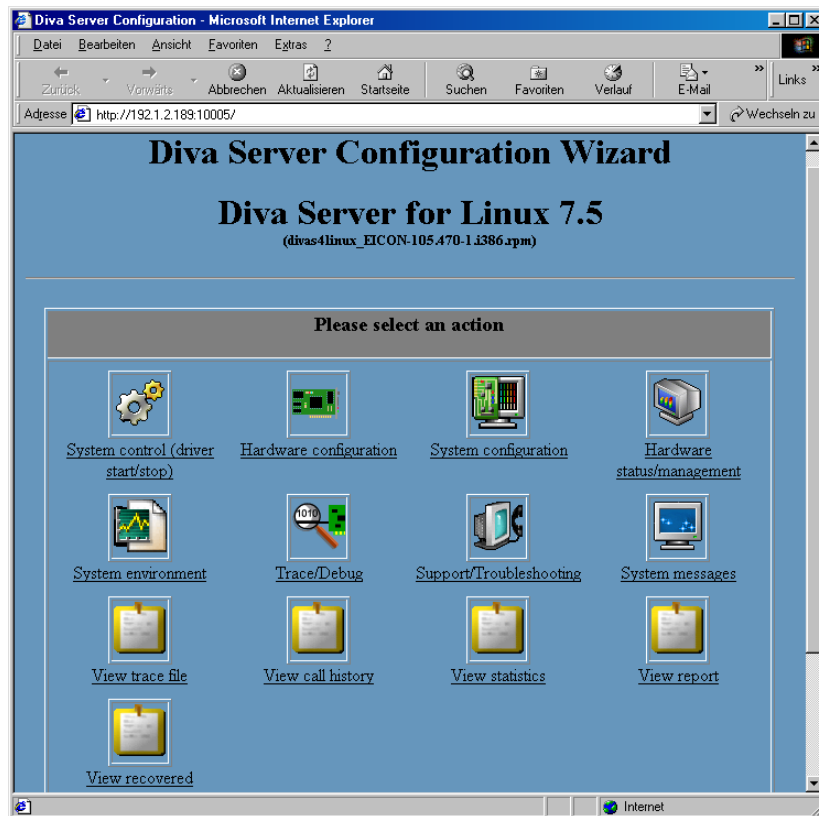 Diva Server Configuration - Microsoft Internet Explorer
Datei Bearbeiten Ansicht Favoriten Extras ?
Zurück Vorwärts Abbrechen Aktualisieren Startseite Suchen Favoriten Verlauf E-Mail » Links »
Adresse http://192.1.2.189:10005/ Wechseln zu
Diva Server Configuration Wizard
Diva Server for Linux 7.5
(divas4linux_EICON-105.470-1.i386.rpm)
Please select an action
System control (driver start/stop) Hardware configuration System configuration Hardware status/management
1010
System environment Trace/Debug Support/Troubleshooting System messages
View trace file View call history View statistics View report
View recovered
Internet